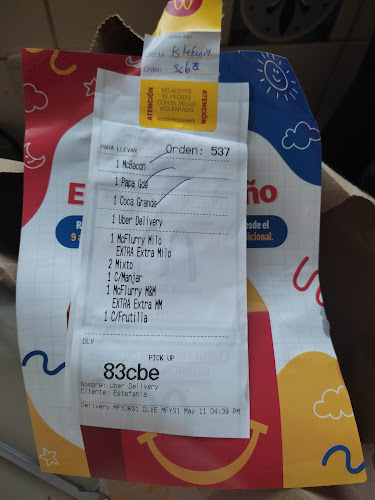 Estefania
Orden:
ATENCIÓN
NO ACEPTE
EL PEDIDO
CON EL SELLO
VIOLENTADO
ATENCIÓN
PARA LLEVAR Orden: 537
1 McBacon
1 Papa Gde
1 Coca Grande
1 Uber Delivery
1 McFlurry Milo
EXTRA Extra Milo
2 Mixto
1 C/Manjar
1 McFlurry M&M
EXTRA Extra MM
1 C/Frutilla
DLV
PICK UP
83cbe
Nombre: Uber Delivery
Cliente: Estefania
Delivery MFYOWS1 DLVE MFYS1 May 11 04:39 PM